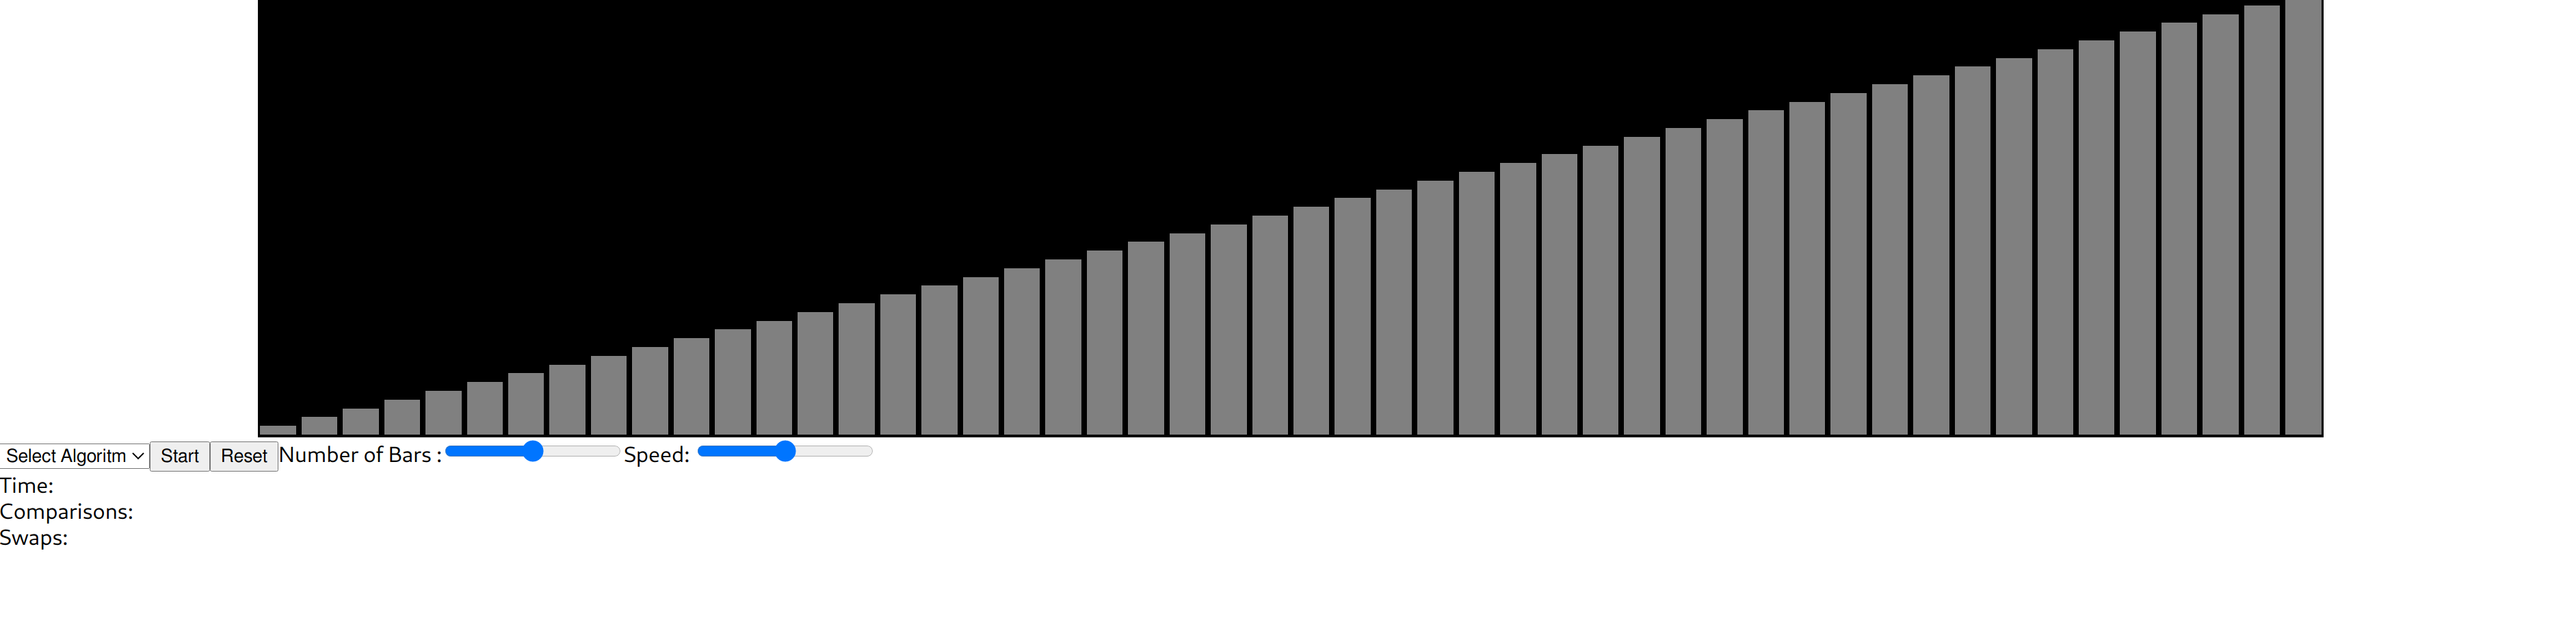 Select Algoritm Start Reset Number of Bars : Speed:
Time:
Comparisons:
Swaps: